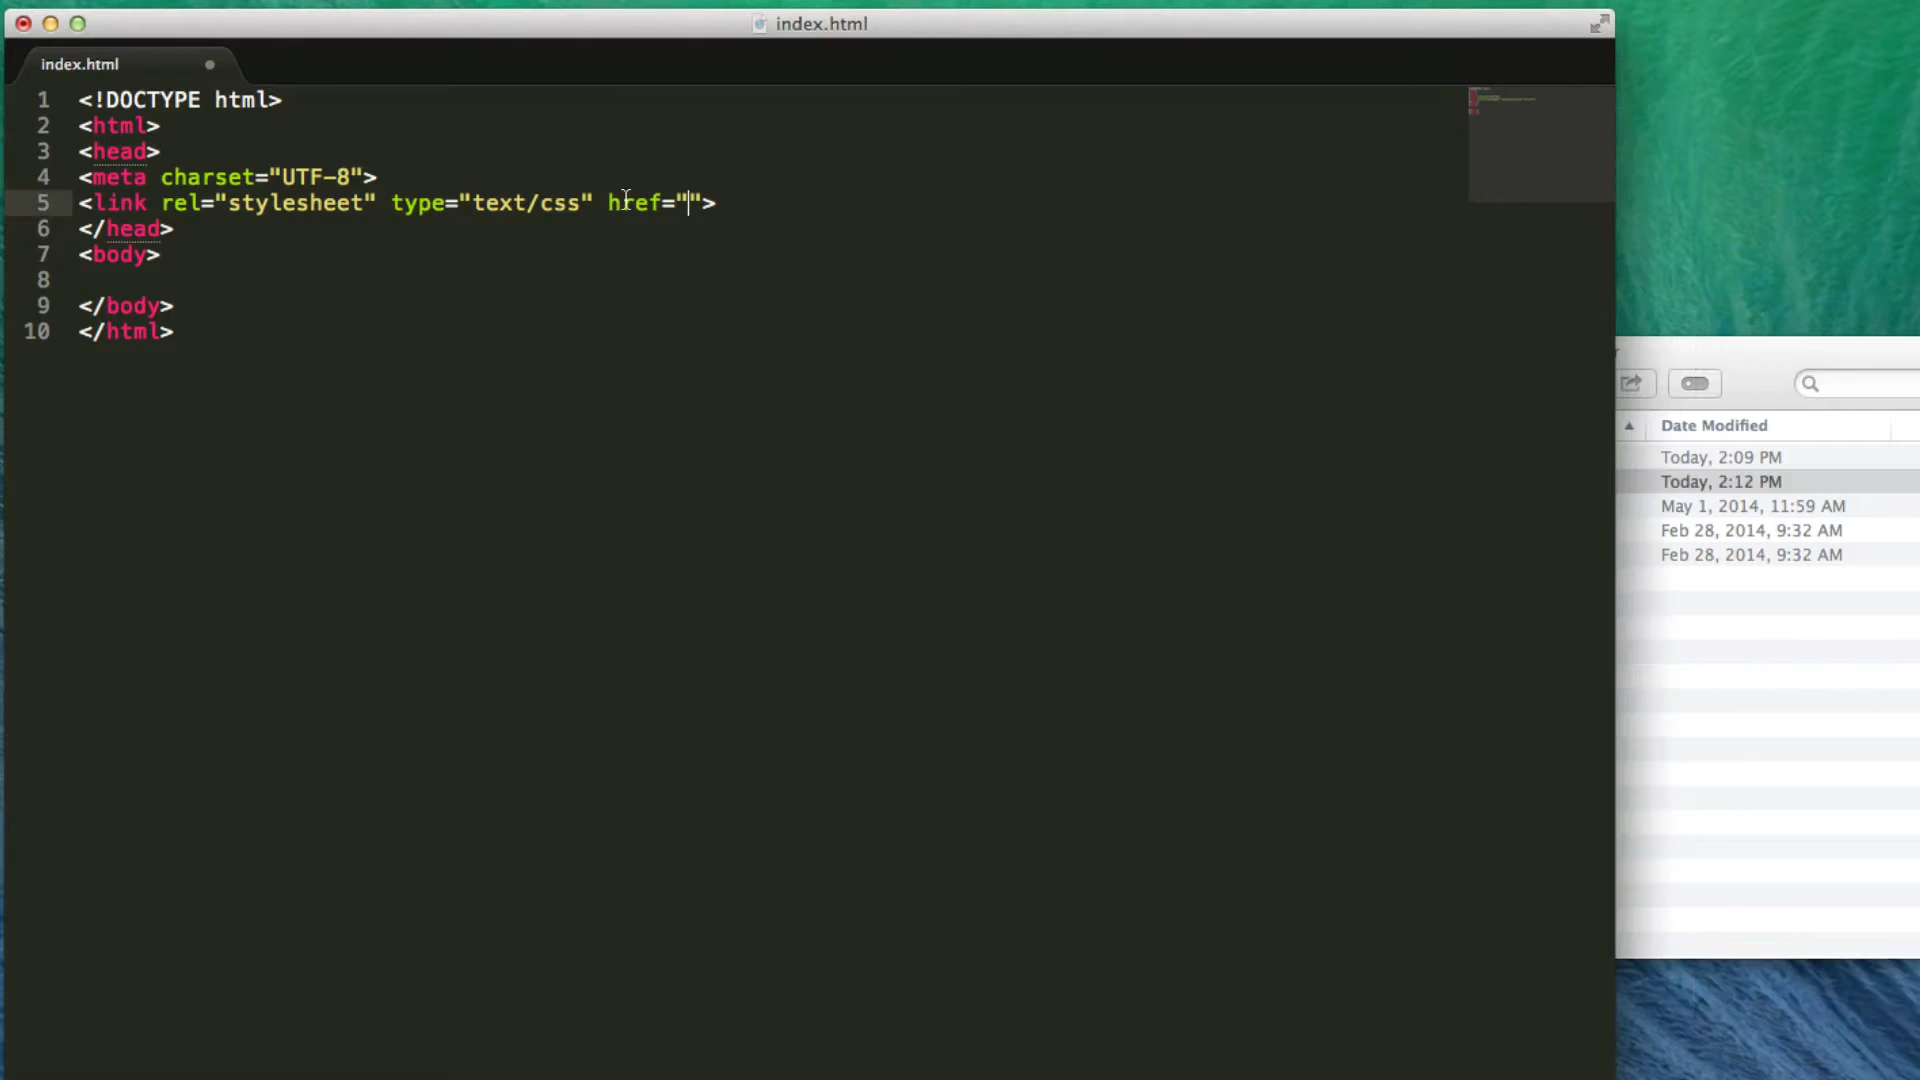 index.html
index.html
1 <!DOCTYPE html>
2 <html>
3 <head>
4 <meta charset="UTF-8">
5 <link rel="stylesheet" type="text/css" href="">
6 </head>
7 <body>
8
9 </body>
10 </html>
Date Modified
Today, 2:09 PM
Today, 2:12 PM
May 1, 2014, 11:59 AM
Feb 28, 2014, 9:32 AM
Feb 28, 2014, 9:32 AM